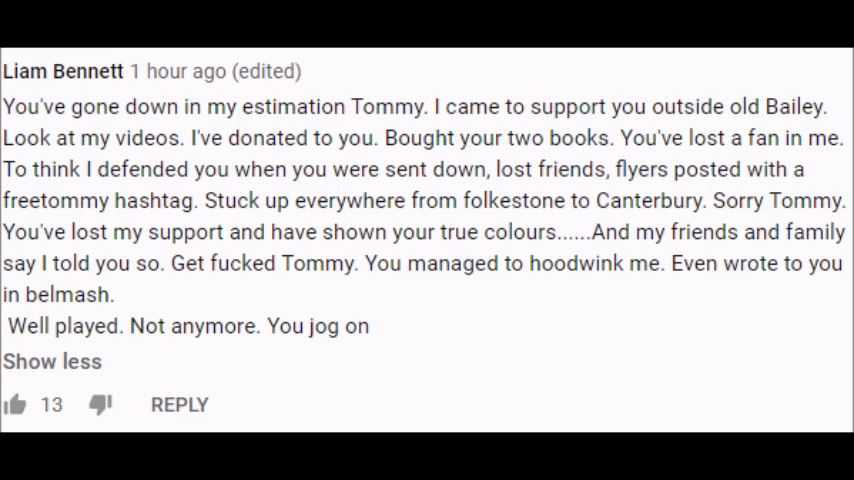 Liam Bennett 1 hour ago (edited)
You've gone down in my estimation Tommy. I came to support you outside old Bailey.
Look at my videos. I've donated to you. Bought your two books. You've lost a fan in me.
To think I defended you when you were sent down, lost friends, flyers posted with a
freetommy hashtag. Stuck up everywhere from folkestone to Canterbury. Sorry Tommy.
You've lost my support and have shown your true colours......And my friends and family
say I told you so. Get fucked Tommy. You managed to hoodwink me. Even wrote to you
in belmash.
Well played. Not anymore. You jog on
Show less
13 REPLY